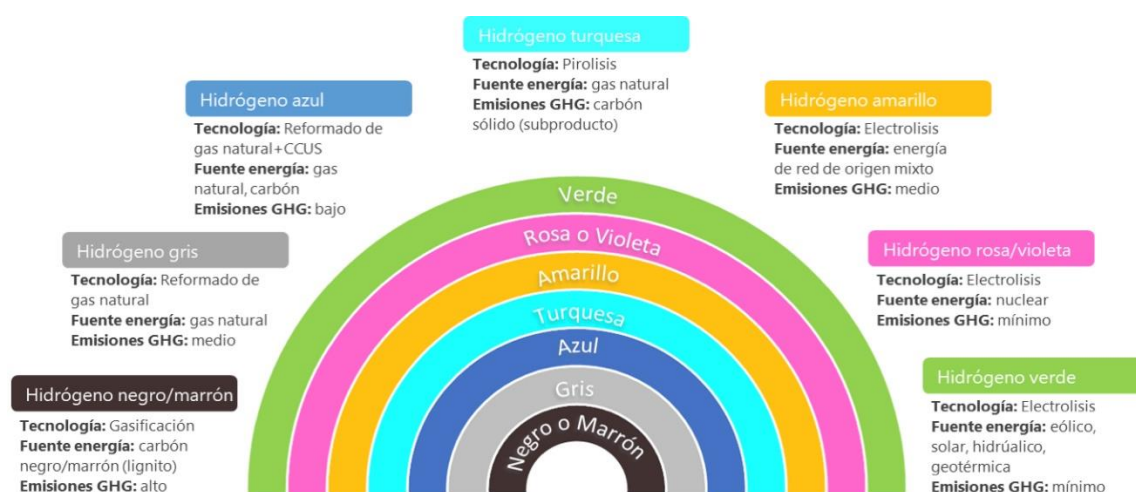 Hidrógeno turquesa
Tecnología: Pirolisis
Fuente energía: gas natural
Emisiones GHG: carbón
sólido (subproducto)
Hidrógeno azul
Tecnología: Reformado de
gas natural+CCUS
Fuente energía: gas
natural, carbón
Emisiones GHG: bajo
Hidrógeno amarillo
Tecnología: Electrolisis
Fuente energía: energía
de red de origen mixto
Emisiones GHG: medio
Hidrógeno gris
Tecnología: Reformado de
gas natural
Fuente energía: gas natural
Emisiones GHG: medio
Hidrógeno rosa/violeta
Tecnología: Electrolisis
Fuente energía: nuclear
Emisiones GHG: mínimo
Hidrógeno negro/marrón
Tecnología: Gasificación
Fuente energía: carbón
negro/marrón (lignito)
Emisiones GHG: alto
Hidrógeno verde
Tecnología: Electrolisis
Fuente energía: eólico,
solar, hidrúalico,
geotérmica
Emisiones GHG: mínimo
Verde
Rosa o Violeta
Amarillo
Turquesa
Azul
Gris
Negro o Marrón